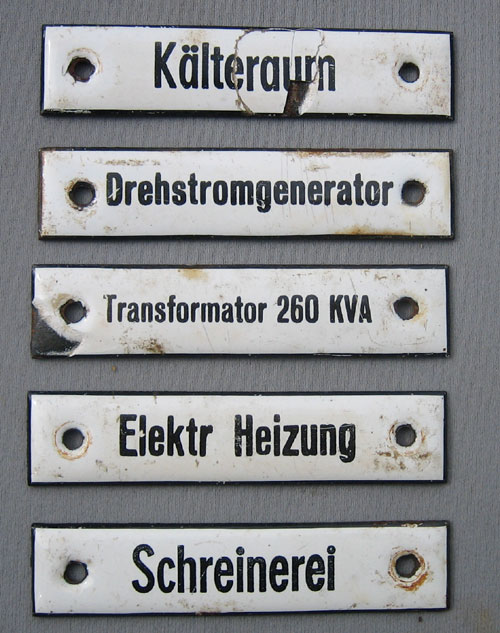 Kälteraum
Drehstromgenerator
Transformator 260 KVA
Elektr Heizung
Schreinerei